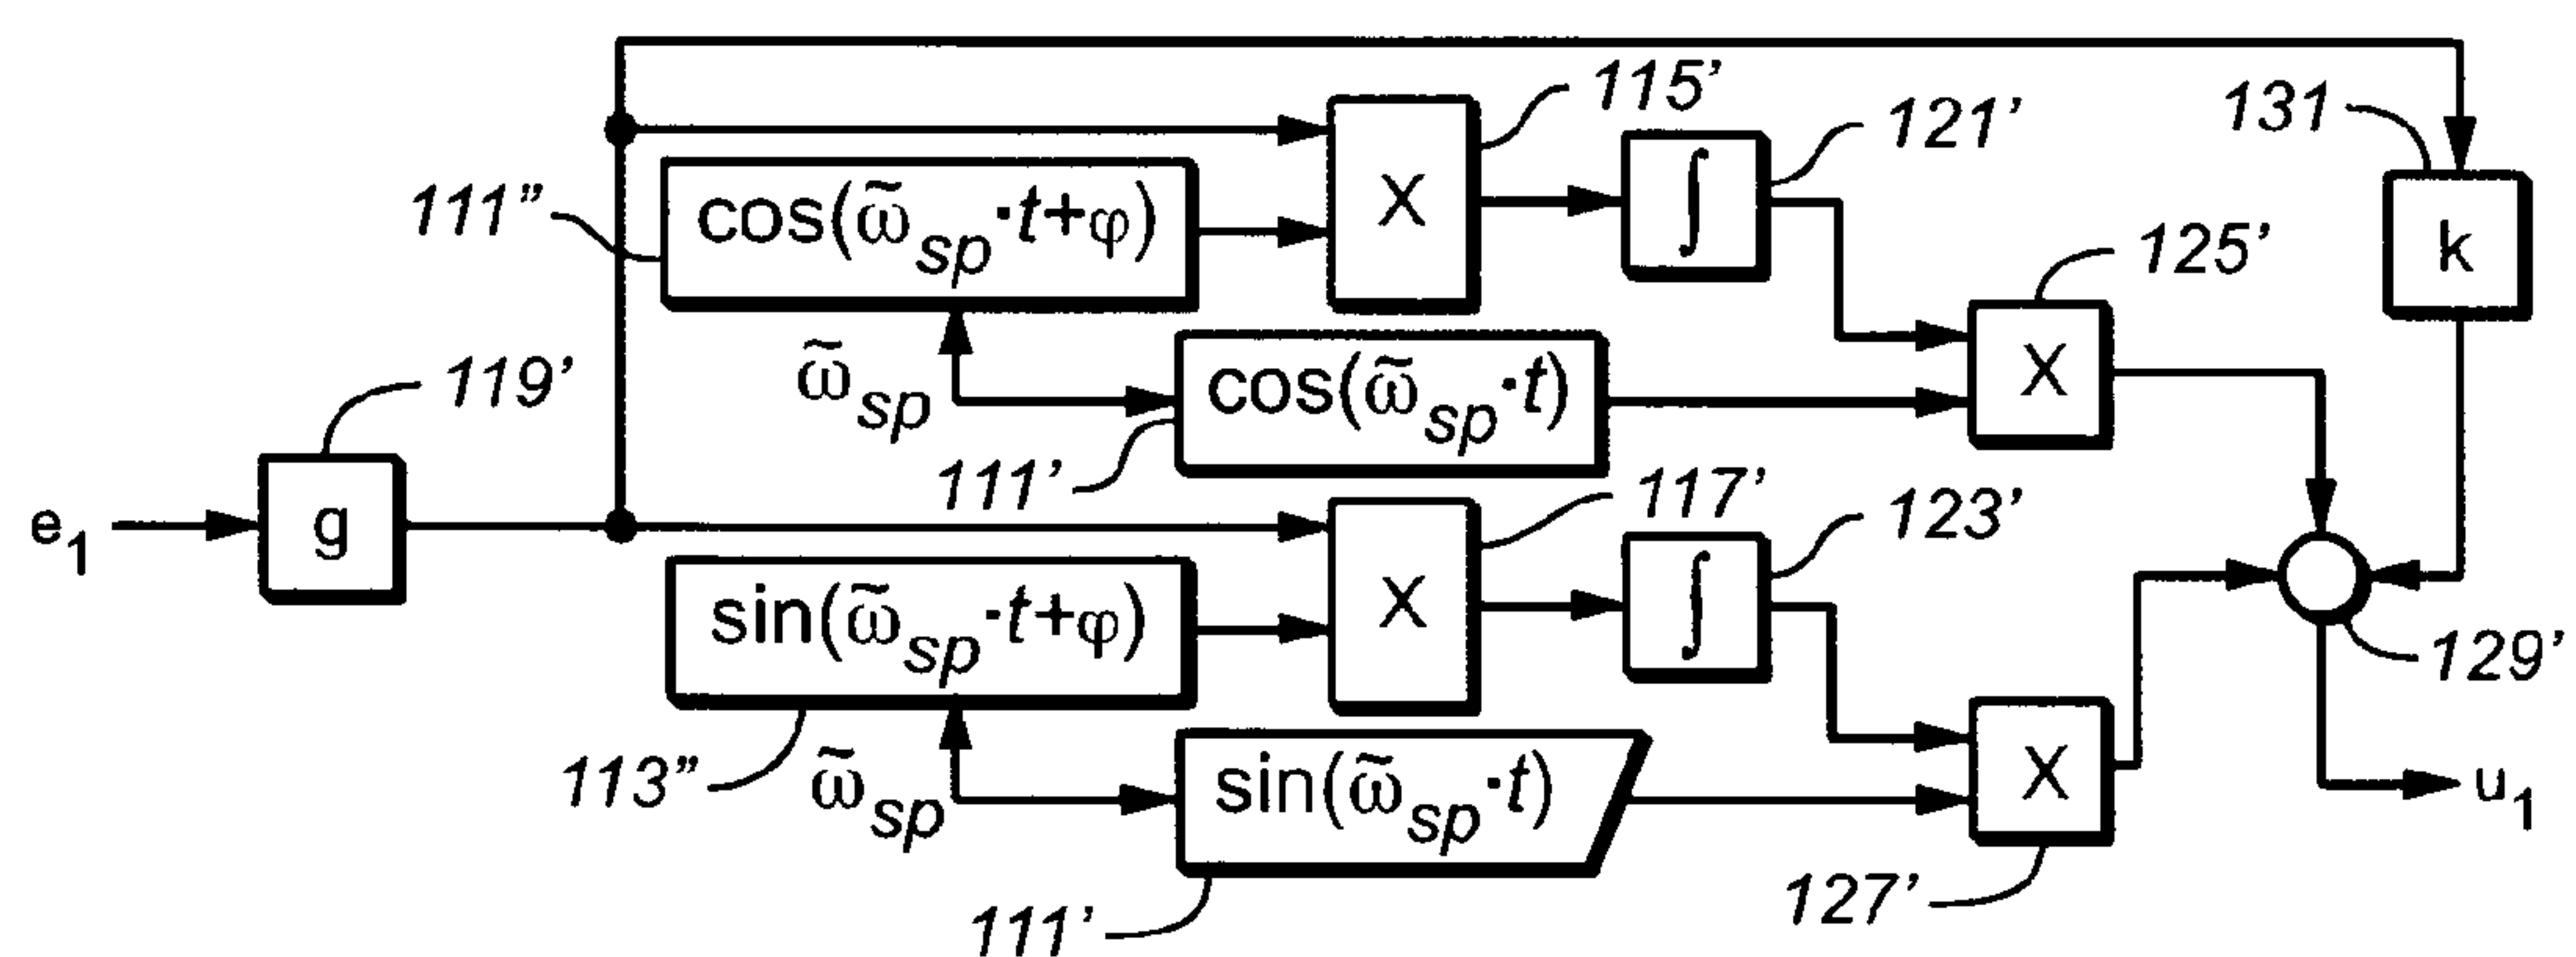 115’
121’
131
111”
cos(ω̃sp·t+φ)
X
∫
125’
k
ω̃sp
cos(ω̃sp·t)
X
119’
111’
117’
123’
e1
g
sin(ω̃sp·t+φ)
X
∫
129’
113”
ω̃sp
sin(ω̃sp·t)
X
u1
111’
127’